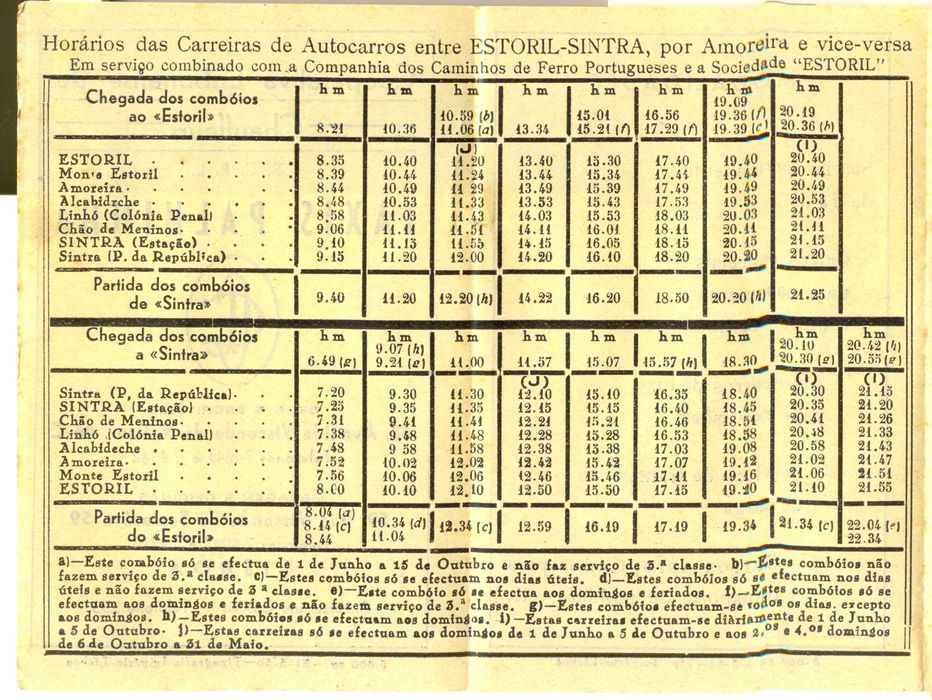 Horários das Carreiras de Autocarros entre ESTORIL-SINTRA, por Amoreira e vice-versa
Em serviço combinado com a Companhia dos Caminhos de Ferro Portugueses e a Sociedade "ESTORIL"
Chegada dos combóios ao «Estoril» h m 8.21 h m 10.36 h m 10.59 (b) 11.06 (a) h m 13.34 h m 15.01 15.21 (f) h m 16.56 17.29 (f) h m 19.09 19.36 (f) 19.39 (c) h m 20.19 20.36 (h)
(J) (I)
ESTORIL 8.35 10.40 11.20 13.40 15.30 17.40 19.40 20.40
Monte Estoril 8.39 10.44 11.24 13.44 15.34 17.44 19.44 20.44
Amoreira 8.44 10.49 11 29 13.49 15.39 17.49 19.49 20.49
Alcabideche 8.48 10.53 11.33 13.53 15.43 17.53 19.53 20.53
Linhó (Colónia Penal) 8.58 11.03 11.43 14.03 15.53 18.03 20.03 21.03
Chão de Meninos 9.06 11.11 11.51 14.11 16.01 18.11 20.11 21.11
SINTRA (Estação) 9.10 11.15 11.55 14.15 16.05 18.15 20.15 21.15
Sintra (P. da República) 9.15 11.20 12.00 14.20 16.10 18.20 20.20 21.20
Partida dos combóios de «Sintra» 9.40 11.20 12.20 (h) 14.22 16.20 18.50 20.20 (h) 21.25
Chegada dos combóios a «Sintra» h m 6.49 (g) h m 9.07 (h) 9.21 (g) h m 11.00 h m 11.57 h m 15.07 h m 15.57 (h) h m 18.30 h m 20.10 20.30 (g) h m 20.42 (h) 20.55 (g)
(J) (I) (I)
Sintra (P. da República) 7.20 9.30 11.30 12.10 15.10 16.35 18.40 20.30 21.15
SINTRA (Estação) 7.25 9.35 11.35 12.15 15.15 16.40 18.45 20.35 21.20
Chão de Meninos 7.31 9.41 11.41 12.21 15.21 16.46 18.51 20.41 21.26
Linhó (Colónia Penal) 7.38 9.48 11.48 12.28 15.28 16.53 18.58 20.48 21.33
Alcabideche 7.48 9 58 11.58 12.38 15.38 17.03 19.08 20.58 21.43
Amoreira 7.52 10.02 12.02 12.42 15.42 17.07 19.12 21.02 21.47
Monte Estoril 7.56 10.06 12.06 12.46 15.46 17.11 19.16 21.06 21.51
ESTORIL 8.00 10.10 12.10 12.50 15.50 17.15 19.20 21.10 21.55
Partida dos combóios do «Estoril» 8.04 (a) 8.14 (c) 8.44 10.34 (d) 11.04 12.34 (c) 12.59 16.19 17.19 19.34 21.34 (c) 22.04 (e) 22.34
a)—Este combóio só se efectua de 1 de Junho a 15 de Outubro e não faz serviço de 3.ª classe. b)—Estes combóios não
fazem serviço de 3.ª classe. c)—Estes combóios só se efectuam nos dias úteis. d)—Estes combóios só se efectuam nos dias
úteis e não fazem serviço de 3 ª classe. e)—Este combóio só se efectua aos domingos e feriados. f)—Estes combóios só se
efectuam aos domingos e feriados e não fazem serviço de 3.ª classe. g)—Estes combóios efectuam-se todos os dias, excepto
aos domingos. h)—Estes combóios só se efectuam aos domingos. i)—Estas carreiras efectuam-se diàriamente de 1 de Junho
a 5 de Outubro. j)—Estas carreiras só se efectuam aos domingos de 1 de Junho a 5 de Outubro e aos 2.os e 4.os domingos
de 6 de Outubro a 31 de Maio.